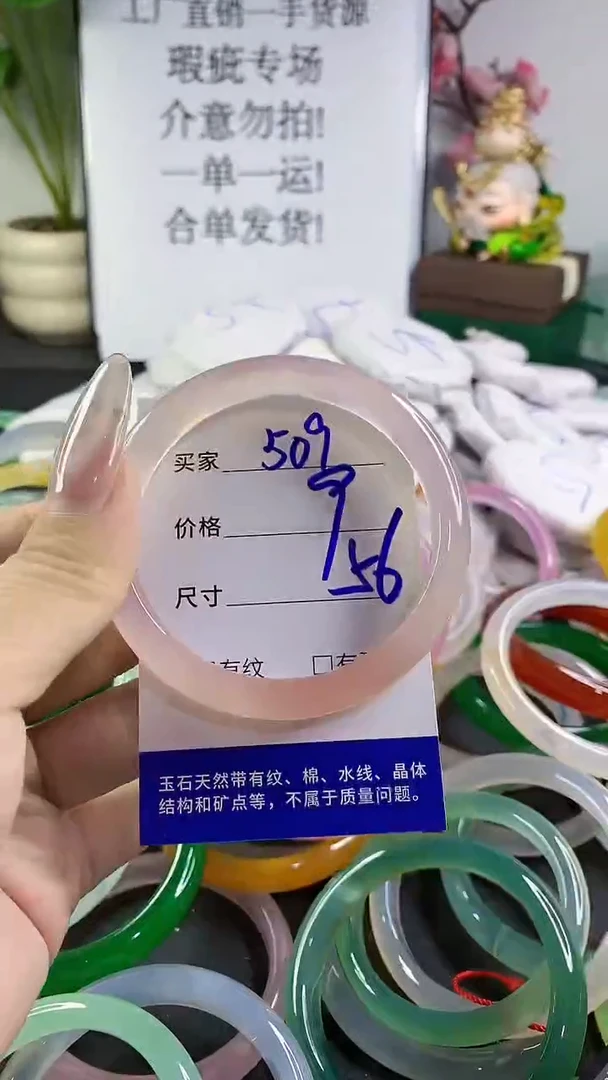 工厂直销一手货源
瑕疵专场
介意勿拍!
一单一运!
合单发货!
买家 509
价格
尺寸 56
有纹
玉石天然带有纹、棉、水线、晶体
结构和矿点等，不属于质量问题。